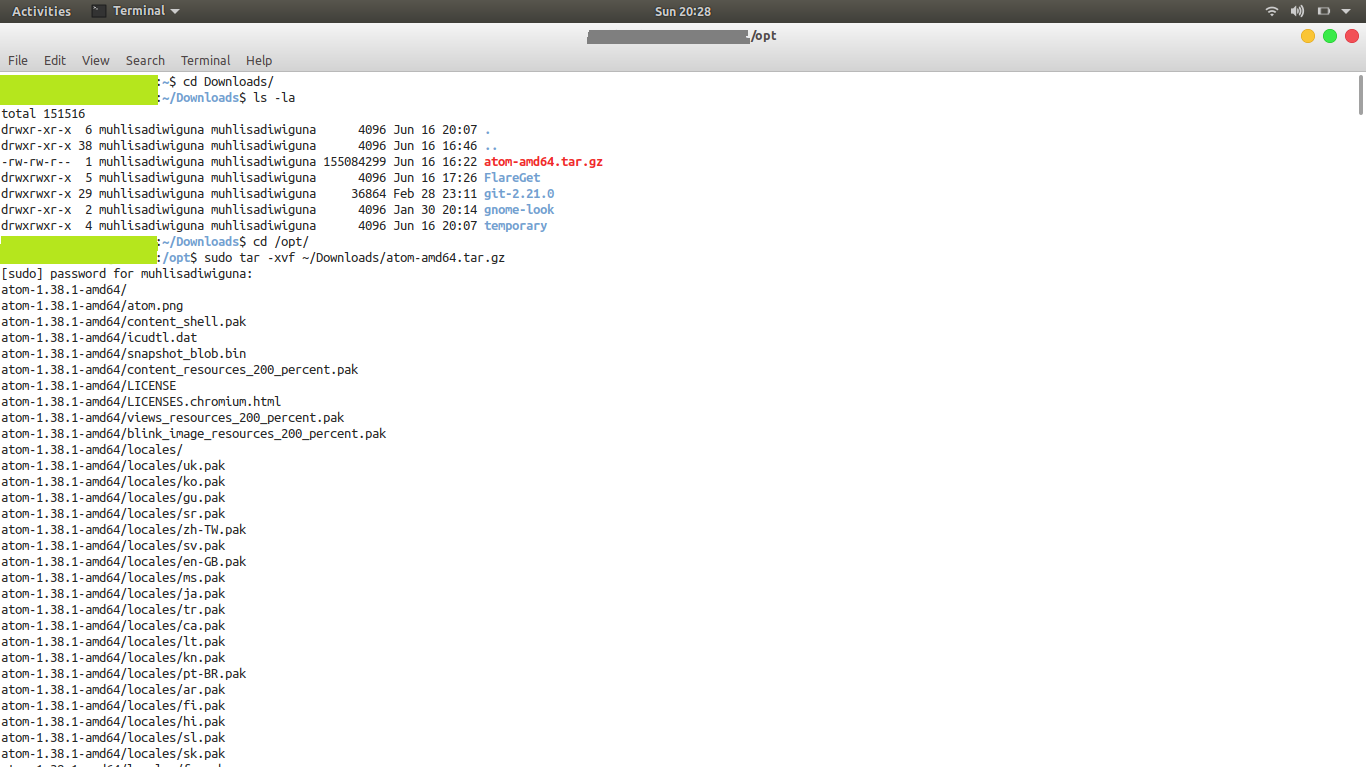 Activities Terminal Sun 20:28
/opt
File Edit View Search Terminal Help
:~$ cd Downloads/
:~/Downloads$ ls -la
total 151516
drwxr-xr-x  6 muhlisadiwiguna muhlisadiwiguna      4096 Jun 16 20:07 .
drwxr-xr-x 38 muhlisadiwiguna muhlisadiwiguna      4096 Jun 16 16:46 ..
-rw-rw-r--  1 muhlisadiwiguna muhlisadiwiguna 155084299 Jun 16 16:22 atom-amd64.tar.gz
drwxrwxr-x  5 muhlisadiwiguna muhlisadiwiguna      4096 Jun 16 17:26 FlareGet
drwxrwxr-x 29 muhlisadiwiguna muhlisadiwiguna     36864 Feb 28 23:11 git-2.21.0
drwxrwxr-x  2 muhlisadiwiguna muhlisadiwiguna      4096 Jan 30 20:14 gnome-look
drwxrwxr-x  4 muhlisadiwiguna muhlisadiwiguna      4096 Jun 16 20:07 temporary
:~/Downloads$ cd /opt/
:/opt$ sudo tar -xvf ~/Downloads/atom-amd64.tar.gz
[sudo] password for muhlisadiwiguna:
atom-1.38.1-amd64/
atom-1.38.1-amd64/atom.png
atom-1.38.1-amd64/content_shell.pak
atom-1.38.1-amd64/icudtl.dat
atom-1.38.1-amd64/snapshot_blob.bin
atom-1.38.1-amd64/content_resources_200_percent.pak
atom-1.38.1-amd64/LICENSE
atom-1.38.1-amd64/LICENSES.chromium.html
atom-1.38.1-amd64/views_resources_200_percent.pak
atom-1.38.1-amd64/blink_image_resources_200_percent.pak
atom-1.38.1-amd64/locales/
atom-1.38.1-amd64/locales/uk.pak
atom-1.38.1-amd64/locales/ko.pak
atom-1.38.1-amd64/locales/gu.pak
atom-1.38.1-amd64/locales/sr.pak
atom-1.38.1-amd64/locales/zh-TW.pak
atom-1.38.1-amd64/locales/sv.pak
atom-1.38.1-amd64/locales/en-GB.pak
atom-1.38.1-amd64/locales/ms.pak
atom-1.38.1-amd64/locales/ja.pak
atom-1.38.1-amd64/locales/tr.pak
atom-1.38.1-amd64/locales/ca.pak
atom-1.38.1-amd64/locales/lt.pak
atom-1.38.1-amd64/locales/kn.pak
atom-1.38.1-amd64/locales/pt-BR.pak
atom-1.38.1-amd64/locales/ar.pak
atom-1.38.1-amd64/locales/fi.pak
atom-1.38.1-amd64/locales/hi.pak
atom-1.38.1-amd64/locales/sl.pak
atom-1.38.1-amd64/locales/sk.pak